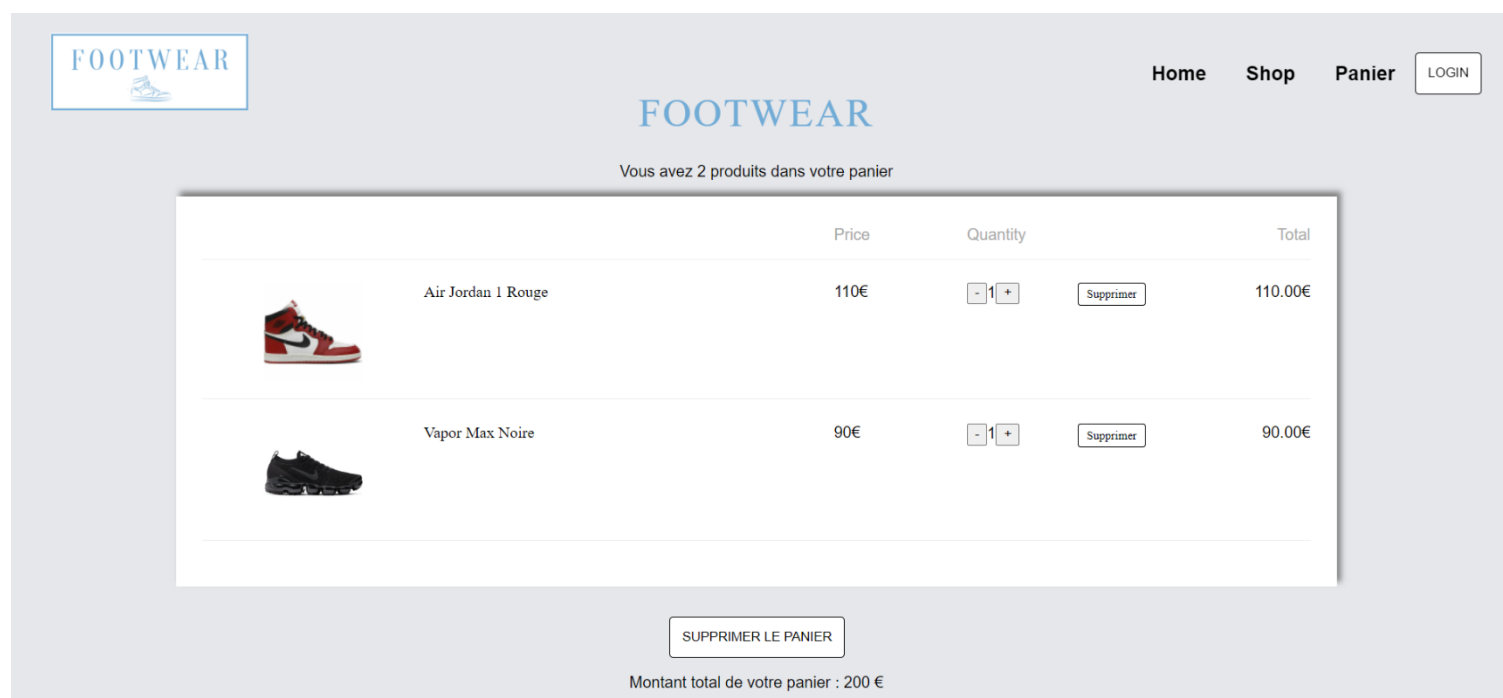 FOOTWEAR
Home Shop Panier LOGIN
FOOTWEAR
Vous avez 2 produits dans votre panier
Price Quantity Total
Air Jordan 1 Rouge 110€ - 1 + Supprimer 110.00€
Vapor Max Noire 90€ - 1 + Supprimer 90.00€
SUPPRIMER LE PANIER
Montant total de votre panier : 200 €